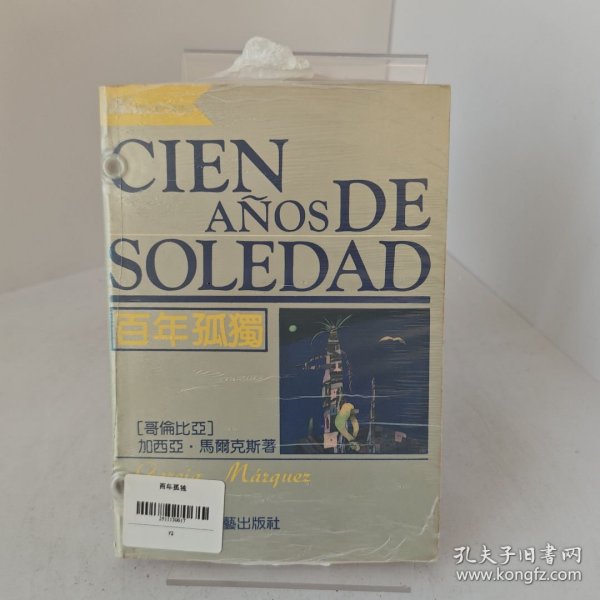 CIEN
AÑOS DE
SOLEDAD
百年孤獨
[哥倫比亞]
加西亞·馬爾克斯著
García Márquez
百年孤独
藝出版社
孔夫子旧书网
www.kongfz.com